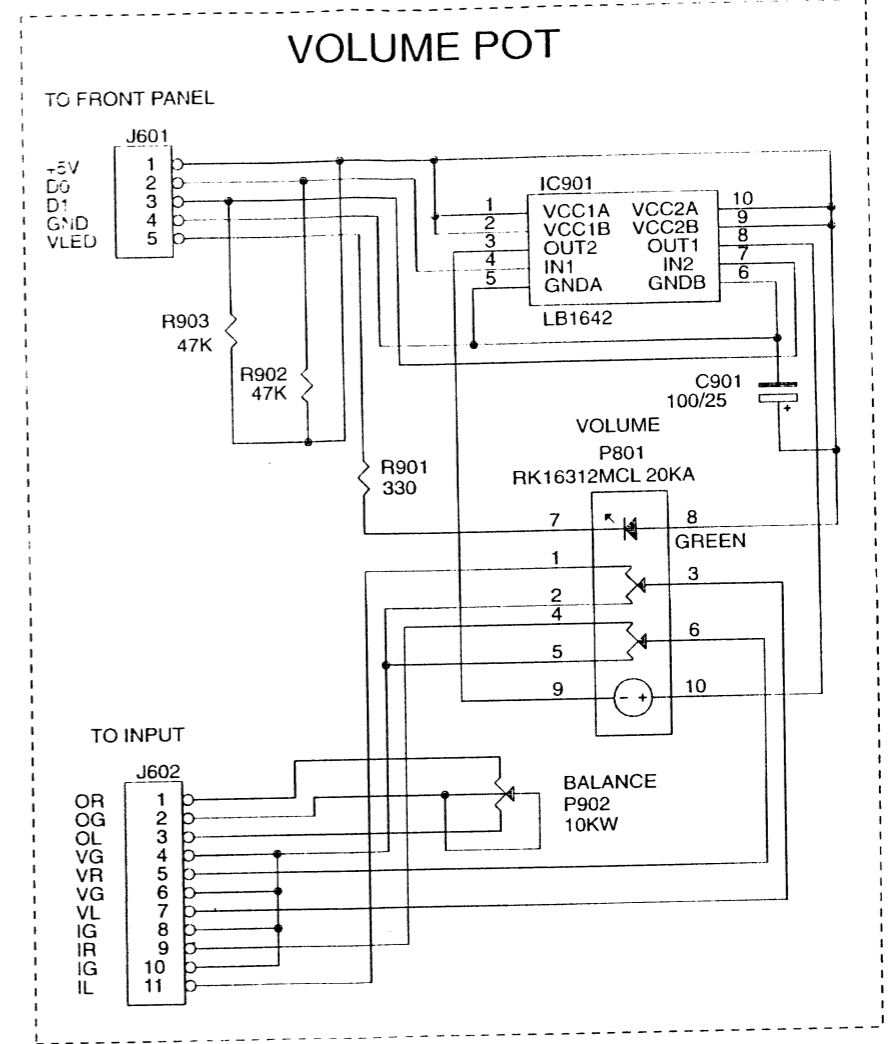 VOLUME POT
TO FRONT PANEL
J601
+5V 1
D0 2
D1 3
GND 4
VLED 5
IC901
1 VCC1A VCC2A 10
2 VCC1B VCC2B 9
3 OUT2 OUT1 8
4 IN1 IN2 7
5 GNDA GNDB 6
LB1642
R903
47K
R902
47K
C901
100/25
+
R901
330
VOLUME
P801
RK16312MCL 20KA
7 8
GREEN
1 3
2
4 6
5
9 - + 10
TO INPUT
J602
OR 1
OG 2
OL 3
VG 4
VR 5
VG 6
VL 7
IG 8
IR 9
IG 10
IL 11
BALANCE
P902
10KW